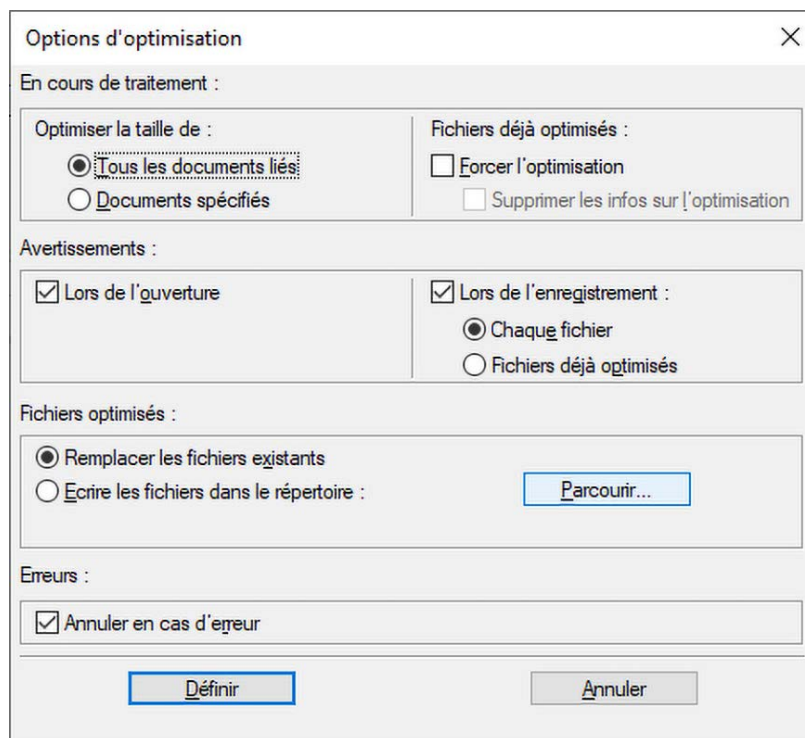 Options d'optimisation
En cours de traitement :
Optimiser la taille de :
Tous les documents liés
Documents spécifiés
Fichiers déjà optimisés :
Forcer l'optimisation
Supprimer les infos sur l'optimisation
Avertissements :
Lors de l'ouverture
Lors de l'enregistrement :
Chaque fichier
Fichiers déjà optimisés
Fichiers optimisés :
Remplacer les fichiers existants
Ecrire les fichiers dans le répertoire :
Parcourir...
Erreurs :
Annuler en cas d'erreur
Définir
Annuler